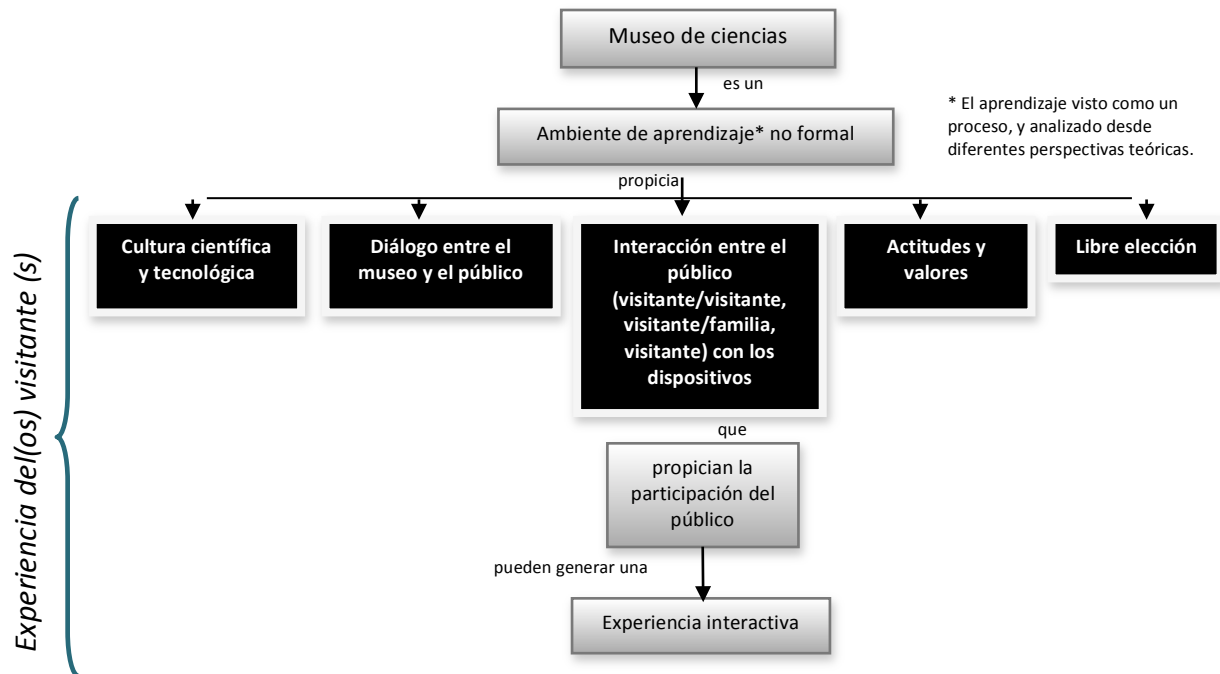 Museo de ciencias
es un
Ambiente de aprendizaje* no formal
* El aprendizaje visto como un
proceso, y analizado desde
diferentes perspectivas teóricas.
propicia
Experiencia del(os) visitante (s)
Cultura científica
y tecnológica
Diálogo entre el
museo y el público
Interacción entre el
público
(visitante/visitante,
visitante/familia,
visitante) con los
dispositivos
Actitudes y
valores
Libre elección
que
propician la
participación del
público
pueden generar una
Experiencia interactiva